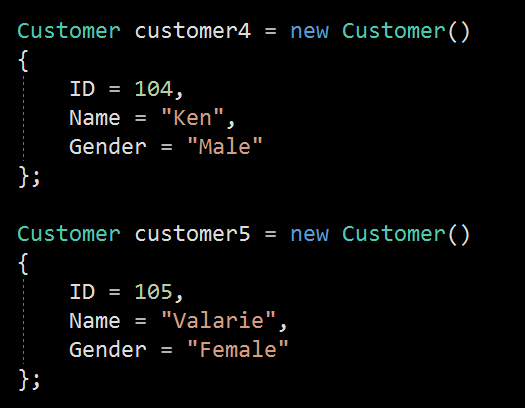 Customer customer4 = new Customer()
{
ID = 104,
Name = "Ken",
Gender = "Male"
};
Customer customer5 = new Customer()
{
ID = 105,
Name = "Valarie",
Gender = "Female"
};